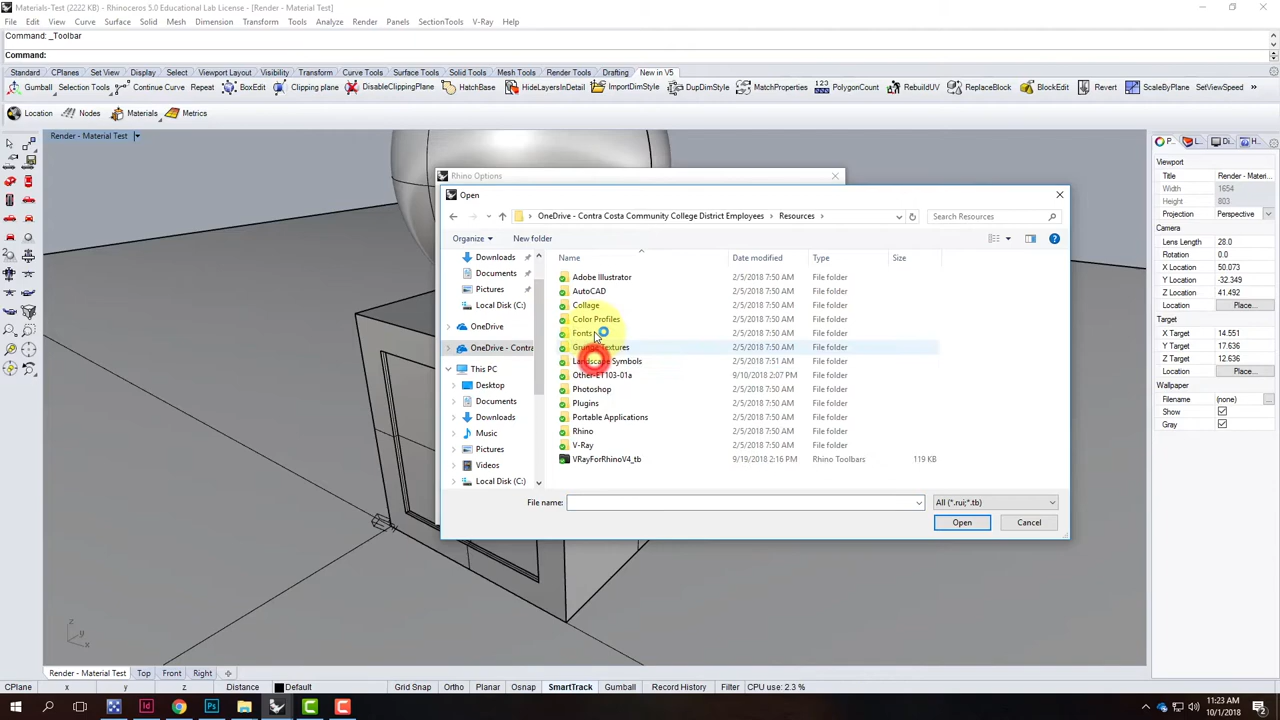 Materials-Test (2222 KB) - Rhinoceros 5.0 Educational Lab License - [Render - Material Test]
File Edit View Curve Surface Solid Mesh Dimension Transform Tools Analyze Render Panels SectionTools V-Ray Help
Command: _Toolbar
Command:
Standard CPlanes Set View Display Select Viewport Layout Visibility Transform Curve Tools Surface Tools Solid Tools Mesh Tools Render Tools Drafting New in V5
Gumball Selection Tools Continue Curve Repeat BoxEdit Clipping plane DisableClippingPlane HatchBase HideLayersInDetail ImportDimStyle DupDimStyle MatchProperties PolygonCount RebuildUV ReplaceBlock BlockEdit Revert ScaleByPlane SetViewSpeed »
Location Nodes Materials Metrics
Render - Material Test
P... L... Di... H...
Rhino Options
Open
OneDrive - Contra Costa Community College District Employees > Resources >
Search Resources
Organize New folder
Name Date modified Type Size
Downloads
Documents
Pictures
Local Disk (C:)
OneDrive
OneDrive - Contra
This PC
Desktop
Documents
Downloads
Music
Pictures
Videos
Local Disk (C:)
Adobe Illustrator 2/5/2018 7:50 AM File folder
AutoCAD 2/5/2018 7:50 AM File folder
Collage 2/5/2018 7:50 AM File folder
Color Profiles 2/5/2018 7:50 AM File folder
Fonts 2/5/2018 7:50 AM File folder
Grunge Textures 2/5/2018 7:50 AM File folder
Landscape Symbols 2/5/2018 7:51 AM File folder
Other-ET103-01a 9/10/2018 2:07 PM File folder
Photoshop 2/5/2018 7:50 AM File folder
Plugins 2/5/2018 7:50 AM File folder
Portable Applications 2/5/2018 7:50 AM File folder
Rhino 2/5/2018 7:50 AM File folder
V-Ray 2/5/2018 7:50 AM File folder
VRayForRhinoV4_tb 9/19/2018 2:16 PM Rhino Toolbars 119 KB
File name: All (*.rui;*.tb)
Open Cancel
Viewport
Title Render - Materi...
Width 1654
Height 803
Projection Perspective
Camera
Lens Length 28.0
Rotation 0.0
X Location 50.073
Y Location -32.349
Z Location 41.492
Location Place...
Target
X Target 14.551
Y Target 17.636
Z Target 12.636
Location Place...
Wallpaper
Filename (none) ...
Show
Gray
z
y
x
Render - Material Test Top Front Right
CPlane x y z Distance Default Grid Snap Ortho Planar Osnap SmartTrack Gumball Record History Filter CPU use: 2.3 %
11:23 AM
10/1/2018
2